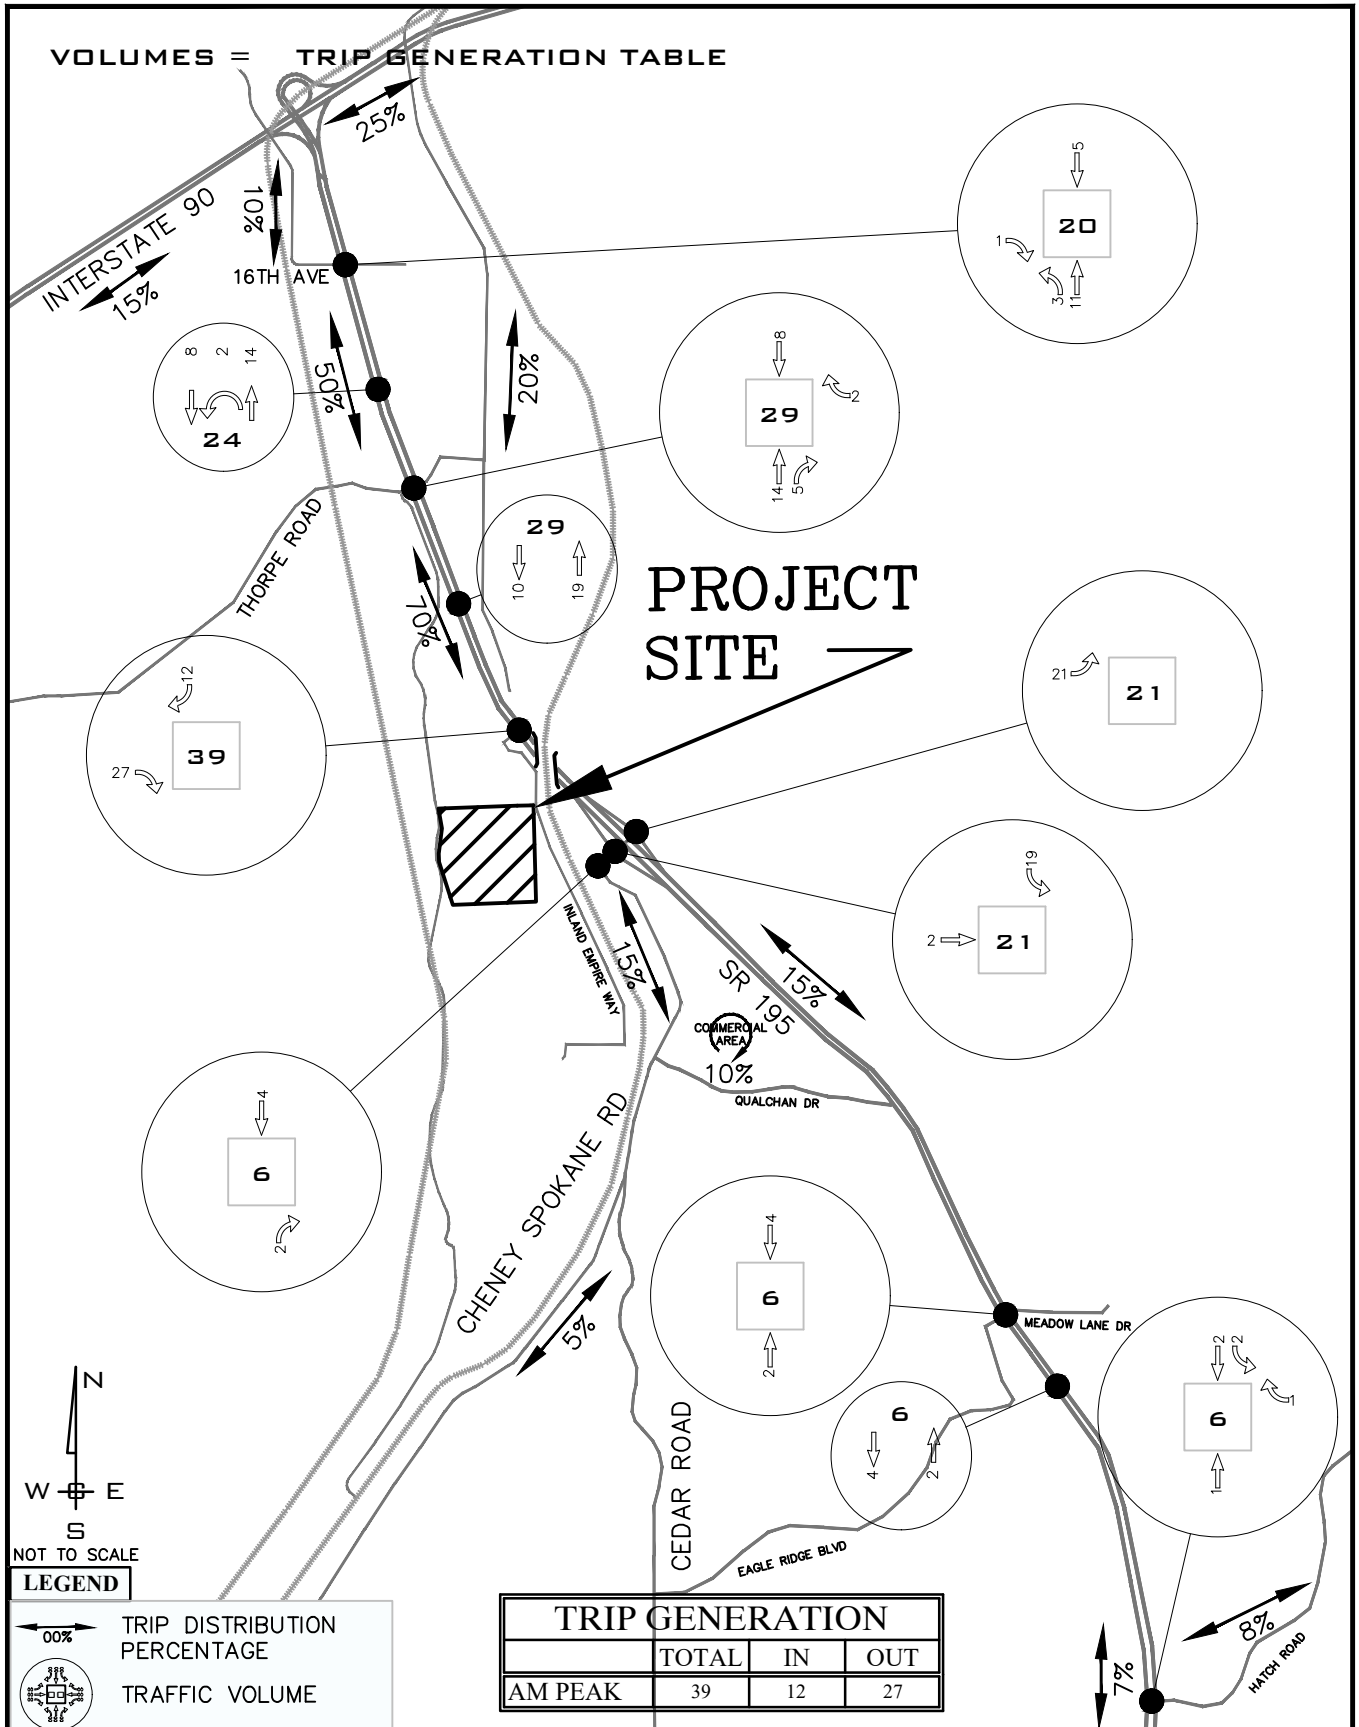 VOLUMES = TRIP GENERATION TABLE
25%
10%
INTERSTATE 90
15%
16TH AVE
5
20
1
3
11
8
2
14
24
50%
20%
8
29
2
14
5
THORPE ROAD
29
10
19
70%
PROJECT
SITE
12
39
27
21
21
19
2
21
INLAND EMPIRE WAY
15%
SR 195
15%
COMMERCIAL
AREA
10%
QUALCHAN DR
4
6
2
CHENEY SPOKANE RD
5%
4
6
2
MEADOW LANE DR
2
2
6
1
1
6
4
2
CEDAR ROAD
EAGLE RIDGE BLVD
N
W
E
S
NOT TO SCALE
LEGEND
00%
TRIP DISTRIBUTION
PERCENTAGE
TRAFFIC VOLUME
TRIP GENERATION
TOTAL IN OUT
AM PEAK 39 12 27
7%
8%
HATCH ROAD